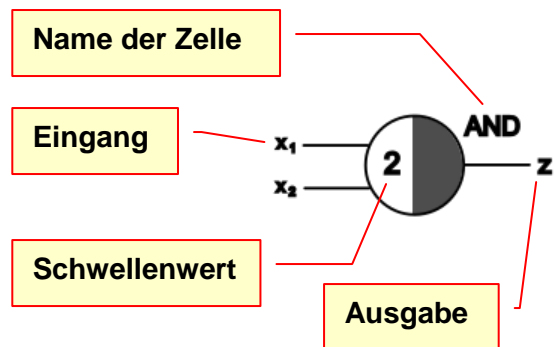 Name der Zelle
AND
Eingang
x₁
2
z
x₂
Schwellenwert
Ausgabe